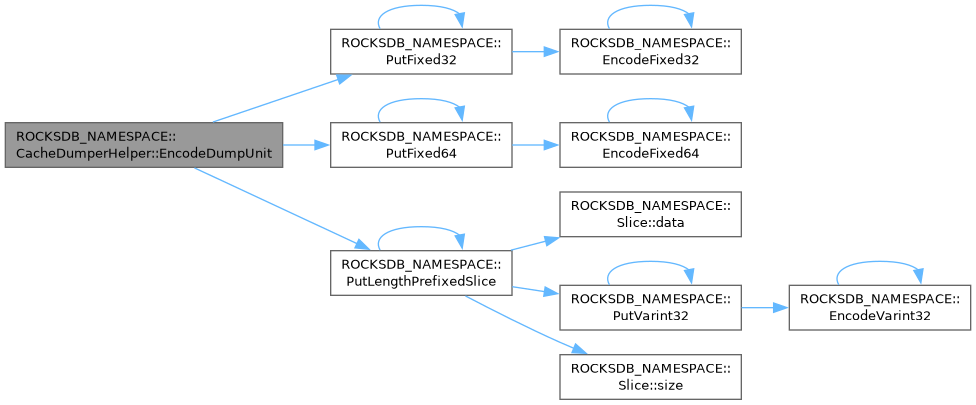 ROCKSDB_NAMESPACE::
CacheDumperHelper::EncodeDumpUnit
ROCKSDB_NAMESPACE::
PutFixed32
ROCKSDB_NAMESPACE::
EncodeFixed32
ROCKSDB_NAMESPACE::
PutFixed64
ROCKSDB_NAMESPACE::
EncodeFixed64
ROCKSDB_NAMESPACE::
PutLengthPrefixedSlice
ROCKSDB_NAMESPACE::
Slice::data
ROCKSDB_NAMESPACE::
PutVarint32
ROCKSDB_NAMESPACE::
EncodeVarint32
ROCKSDB_NAMESPACE::
Slice::size